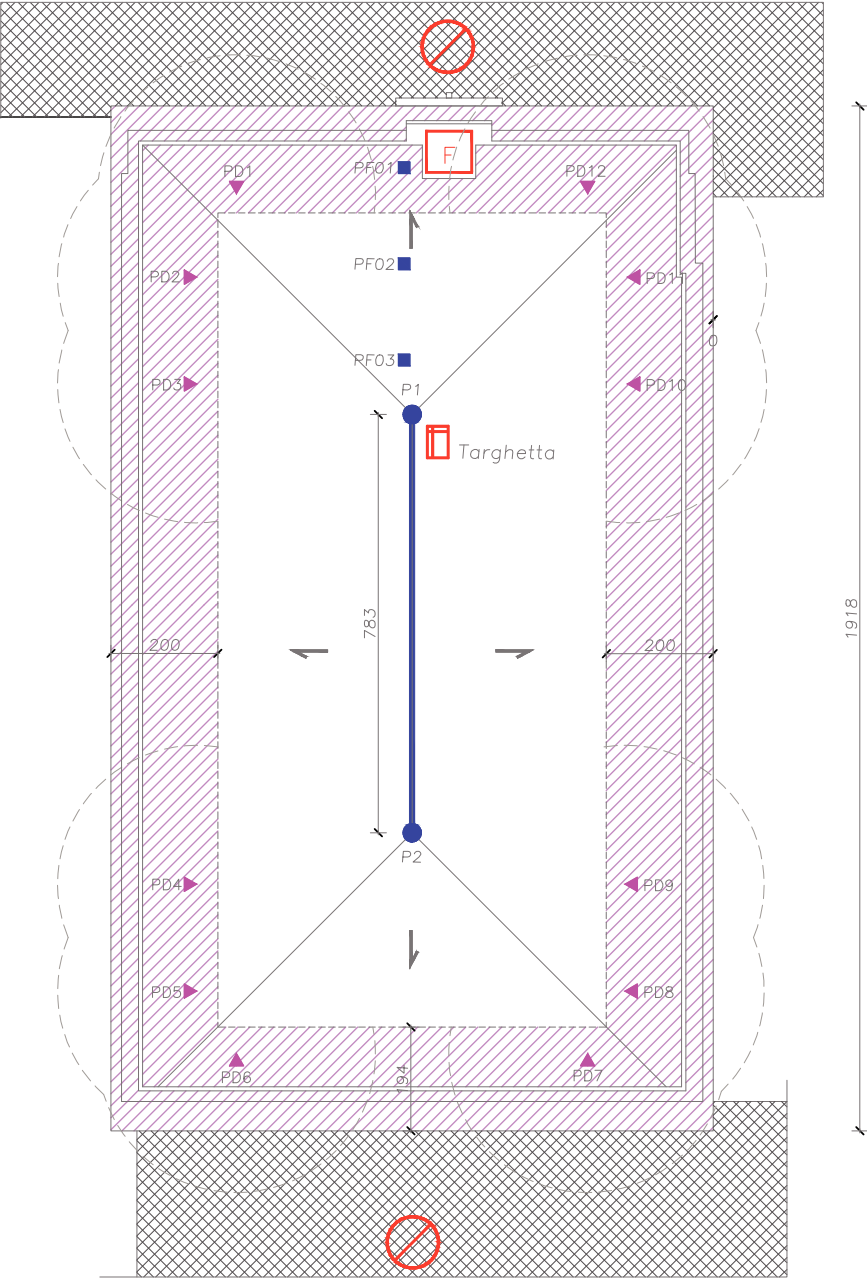 F
PD1
PF01
PD12
PF02
PD2
PD11
0
PF03
PD3
PD10
P1
Targhetta
783
1918
200
200
P2
PD4
PD9
PD5
PD8
PD6
194
PD7